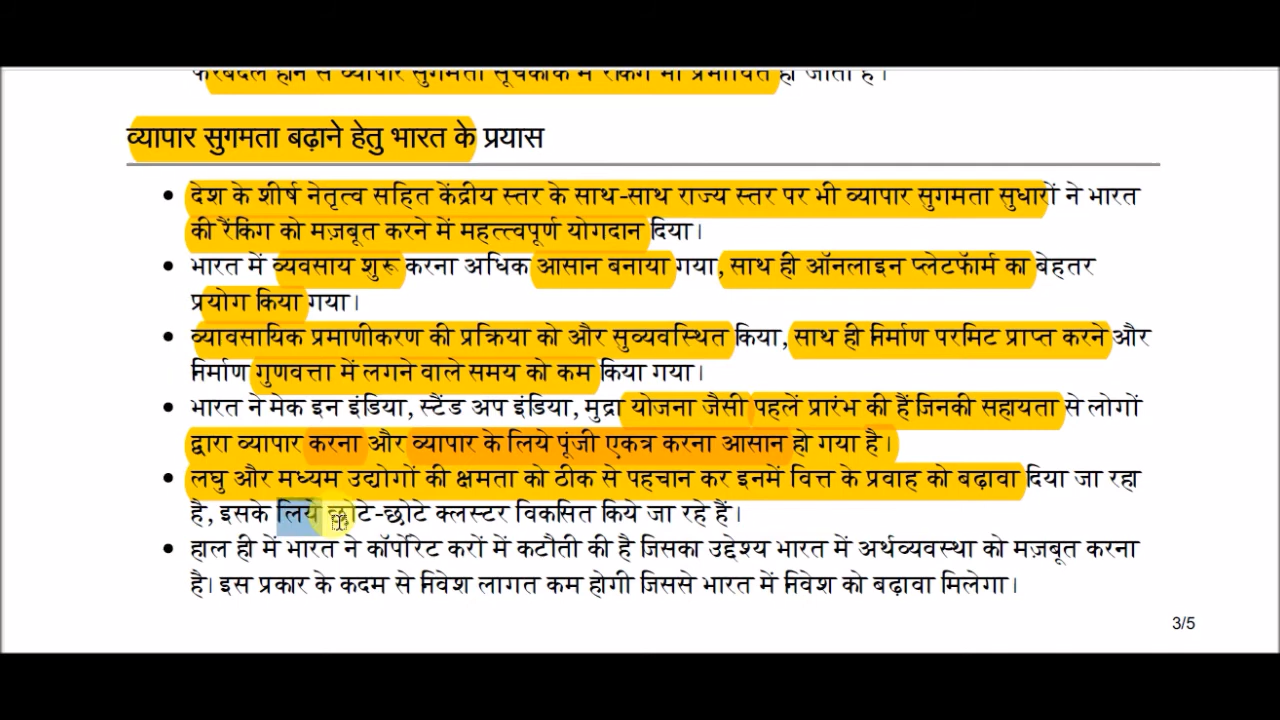 फेरबदल होने से व्यापार सुगमता सूचकांक में रैंकिंग भी प्रभावित हो जाती है।
व्यापार सुगमता बढ़ाने हेतु भारत के प्रयास
• देश के शीर्ष नेतृत्व सहित केंद्रीय स्तर के साथ-साथ राज्य स्तर पर भी व्यापार सुगमता सुधारों ने भारत
की रैंकिंग को मज़बूत करने में महत्त्वपूर्ण योगदान दिया।
• भारत में व्यवसाय शुरू करना अधिक आसान बनाया गया, साथ ही ऑनलाइन प्लेटफॉर्म का बेहतर
प्रयोग किया गया।
• व्यावसायिक प्रमाणीकरण की प्रक्रिया को और सुव्यवस्थित किया, साथ ही निर्माण परमिट प्राप्त करने और
निर्माण गुणवत्ता में लगने वाले समय को कम किया गया।
• भारत ने मेक इन इंडिया, स्टैंड अप इंडिया, मुद्रा योजना जैसी पहलें प्रारंभ की हैं जिनकी सहायता से लोगों
द्वारा व्यापार करना और व्यापार के लिये पूंजी एकत्र करना आसान हो गया है।
• लघु और मध्यम उद्योगों की क्षमता को ठीक से पहचान कर इनमें वित्त के प्रवाह को बढ़ावा दिया जा रहा
है, इसके लिये छोटे-छोटे क्लस्टर विकसित किये जा रहे हैं।
• हाल ही में भारत ने कॉर्पोरेट करों में कटौती की है जिसका उद्देश्य भारत में अर्थव्यवस्था को मज़बूत करना
है। इस प्रकार के कदम से निवेश लागत कम होगी जिससे भारत में निवेश को बढ़ावा मिलेगा।
3/5